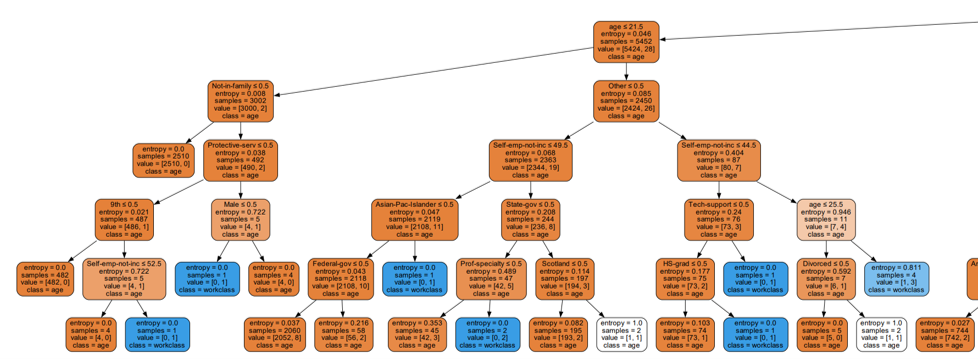 age ≤ 21.5
entropy = 0.046
samples = 5452
value = [5424, 28]
class = age
Not-in-family ≤ 0.5
entropy = 0.008
samples = 3002
value = [3000, 2]
class = age
Other ≤ 0.5
entropy = 0.085
samples = 2450
value = [2424, 26]
class = age
entropy = 0.0
samples = 2510
value = [2510, 0]
class = age
Protective-serv ≤ 0.5
entropy = 0.038
samples = 492
value = [490, 2]
class = age
Self-emp-not-inc ≤ 49.5
entropy = 0.068
samples = 2363
value = [2344, 19]
class = age
Self-emp-not-inc ≤ 44.5
entropy = 0.404
samples = 87
value = [80, 7]
class = age
9th ≤ 0.5
entropy = 0.021
samples = 487
value = [486, 1]
class = age
Male ≤ 0.5
entropy = 0.722
samples = 5
value = [4, 1]
class = age
Asian-Pac-Islander ≤ 0.5
entropy = 0.047
samples = 2119
value = [2108, 11]
class = age
State-gov ≤ 0.5
entropy = 0.208
samples = 244
value = [236, 8]
class = age
Tech-support ≤ 0.5
entropy = 0.24
samples = 76
value = [73, 3]
class = age
age ≤ 25.5
entropy = 0.946
samples = 11
value = [7, 4]
class = age
entropy = 0.0
samples = 482
value = [482, 0]
class = age
Self-emp-not-inc ≤ 52.5
entropy = 0.722
samples = 5
value = [4, 1]
class = age
entropy = 0.0
samples = 1
value = [0, 1]
class = workclass
entropy = 0.0
samples = 4
value = [4, 0]
class = age
Federal-gov ≤ 0.5
entropy = 0.043
samples = 2118
value = [2108, 10]
class = age
entropy = 0.0
samples = 1
value = [0, 1]
class = workclass
Prof-specialty ≤ 0.5
entropy = 0.489
samples = 47
value = [42, 5]
class = age
Scotland ≤ 0.5
entropy = 0.114
samples = 197
value = [194, 3]
class = age
HS-grad ≤ 0.5
entropy = 0.177
samples = 75
value = [73, 2]
class = age
entropy = 0.0
samples = 1
value = [0, 1]
class = workclass
Divorced ≤ 0.5
entropy = 0.592
samples = 7
value = [6, 1]
class = age
entropy = 0.811
samples = 4
value = [1, 3]
class = workclass
entropy = 0.0
samples = 4
value = [4, 0]
class = age
entropy = 0.0
samples = 1
value = [0, 1]
class = workclass
entropy = 0.037
samples = 2060
value = [2052, 8]
class = age
entropy = 0.216
samples = 58
value = [56, 2]
class = age
entropy = 0.353
samples = 45
value = [42, 3]
class = age
entropy = 0.0
samples = 2
value = [0, 2]
class = workclass
entropy = 0.082
samples = 195
value = [193, 2]
class = age
entropy = 1.0
samples = 2
value = [1, 1]
class = age
entropy = 0.103
samples = 74
value = [73, 1]
class = age
entropy = 0.0
samples = 1
value = [0, 1]
class = workclass
entropy = 0.0
samples = 5
value = [5, 0]
class = age
entropy = 1.0
samples = 2
value = [1, 1]
class = age
entropy = 0.027
samples = 744
value = [742, 2]
class = age